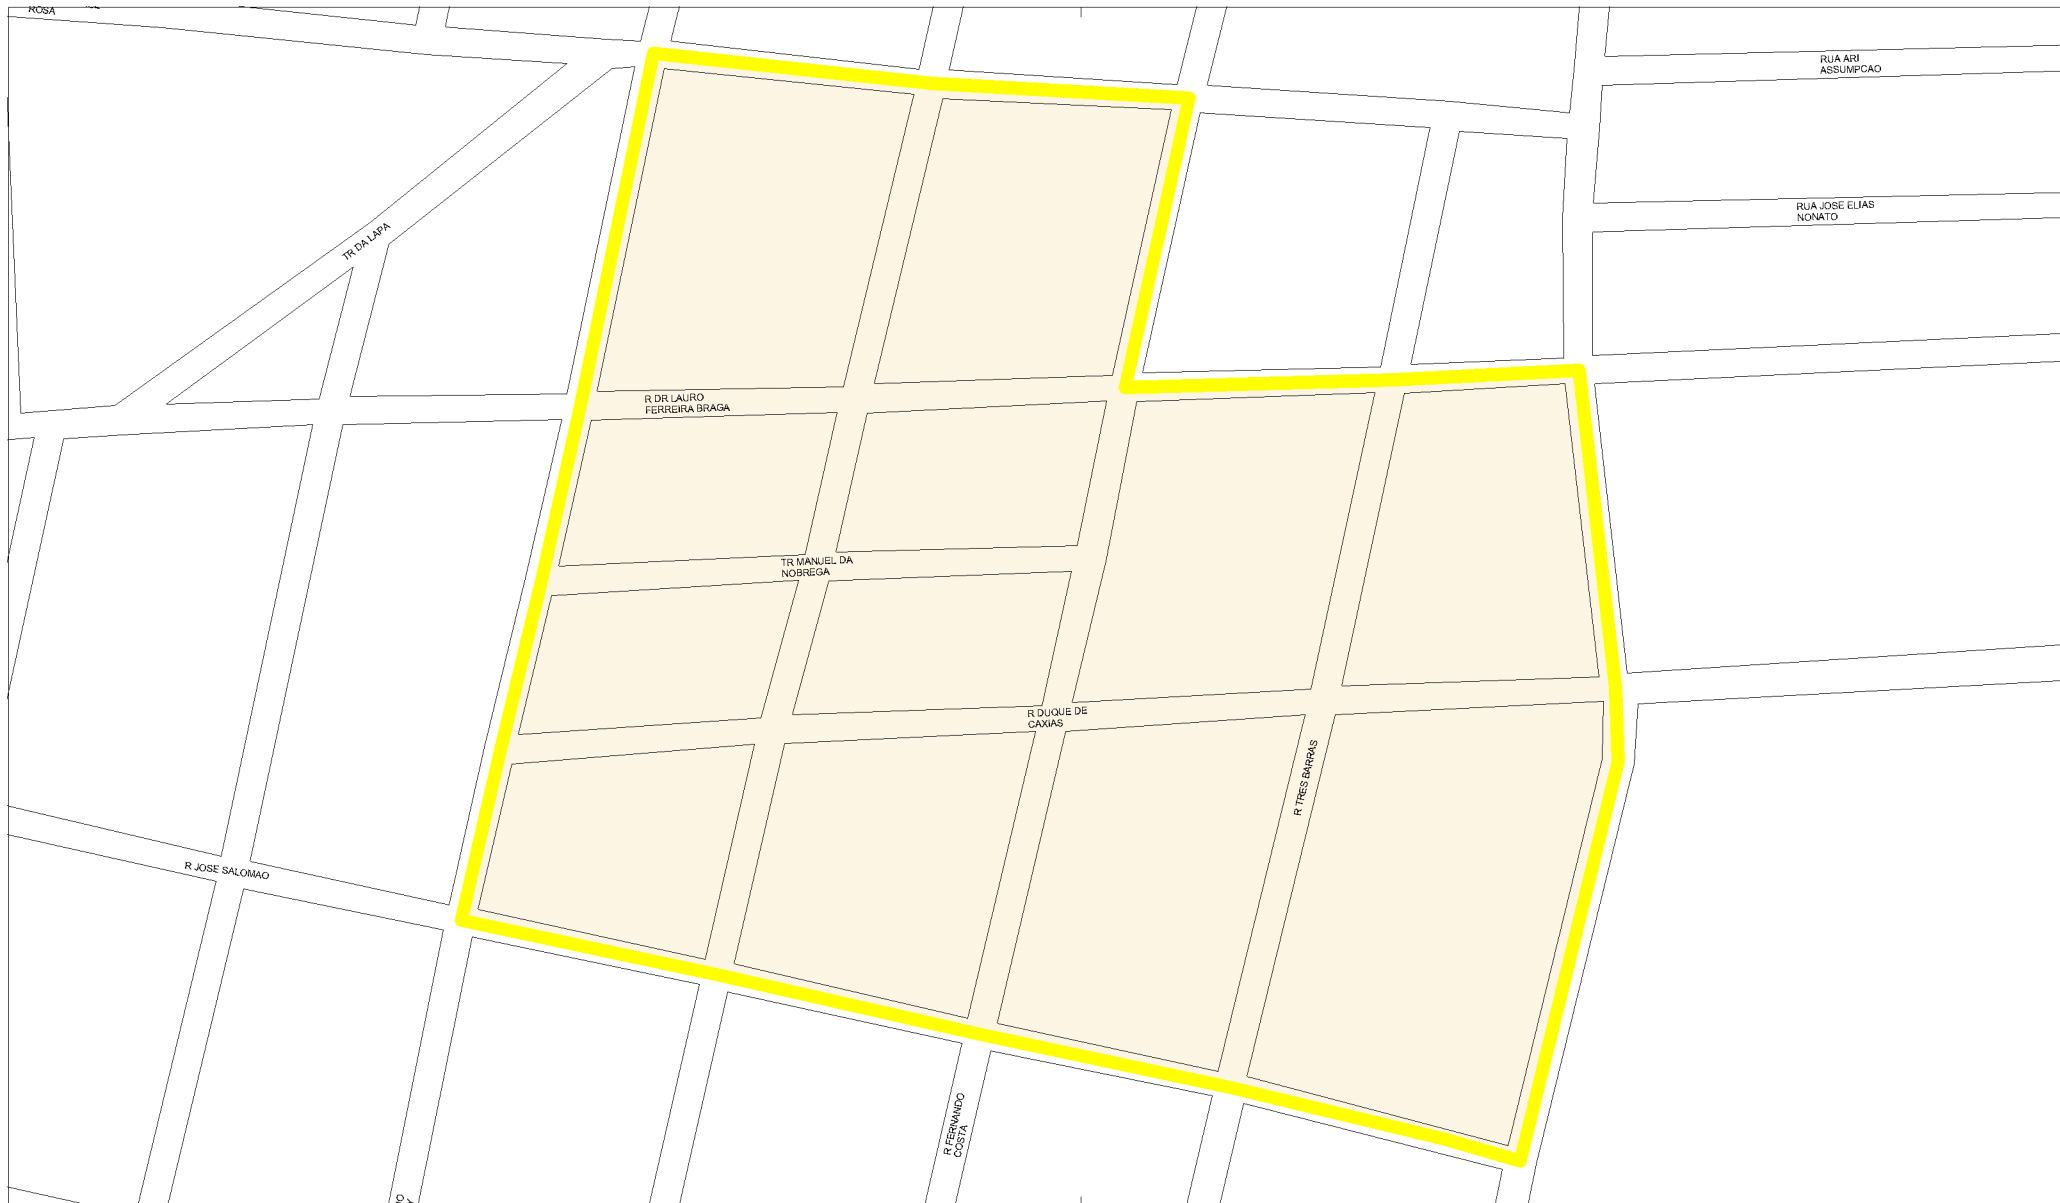 ROSA
RUA ARI
ASSUMPCAO
RUA JOSE ELIAS
NONATO
TR DA LAPA
R DR LAURO
FERREIRA BRAGA
TR MANUEL DA
NOBREGA
R DUQUE DE
CAXIAS
R TRES BARRAS
R JOSE SALOMAO
R FERNANDO
COSTA